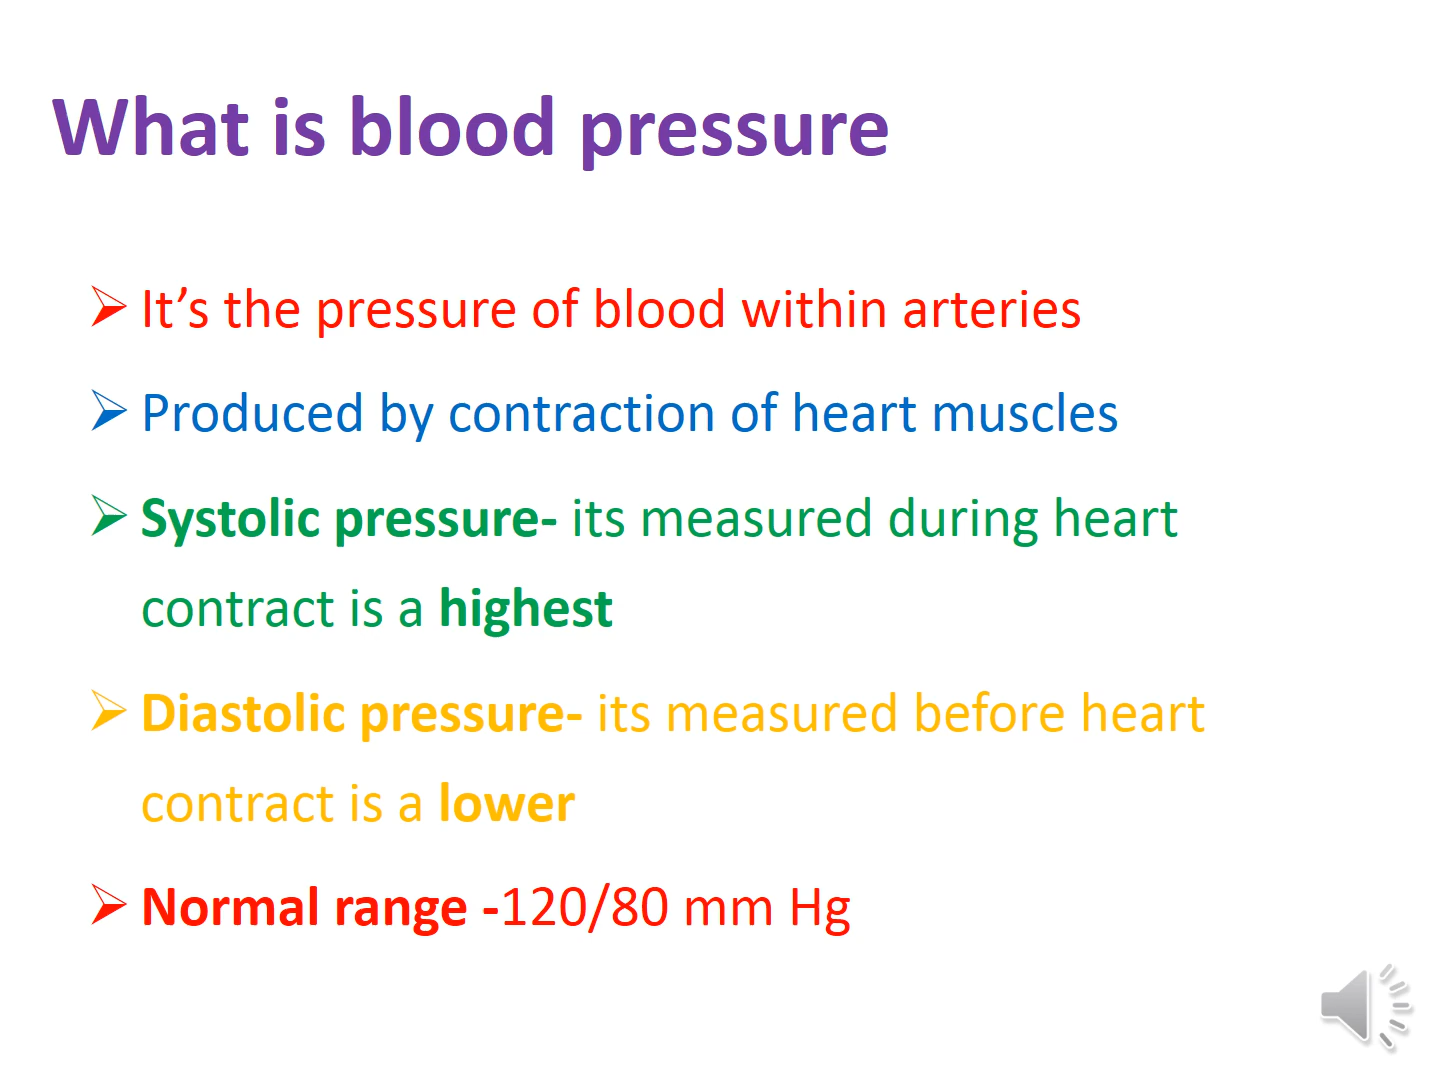 What is blood pressure
It’s the pressure of blood within arteries
Produced by contraction of heart muscles
Systolic pressure- its measured during heart
contract is a highest
Diastolic pressure- its measured before heart
contract is a lower
Normal range -120/80 mm Hg